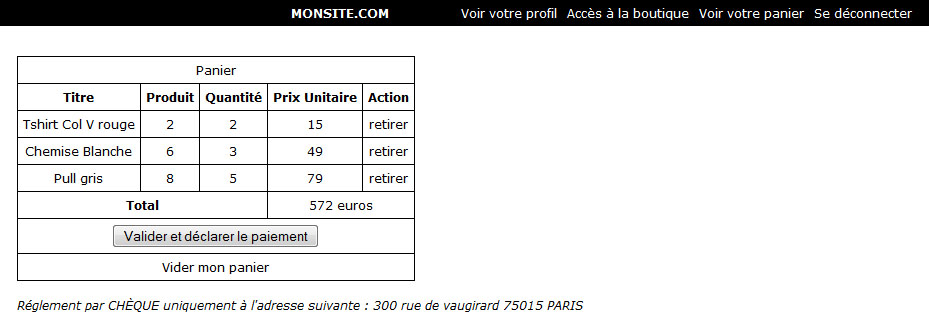 MONSITE.COM Voir votre profil Accès à la boutique Voir votre panier Se déconnecter
Panier
Titre Produit Quantité Prix Unitaire Action
Tshirt Col V rouge 2 2 15 retirer
Chemise Blanche 6 3 49 retirer
Pull gris 8 5 79 retirer
Total 572 euros
Valider et déclarer le paiement
Vider mon panier
Réglement par CHÈQUE uniquement à l'adresse suivante : 300 rue de vaugirard 75015 PARIS